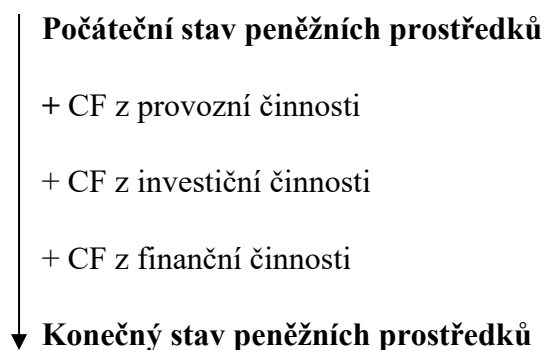 Počáteční stav peněžních prostředků
+ CF z provozní činnosti
+ CF z investiční činnosti
+ CF z finanční činnosti
Konečný stav peněžních prostředků